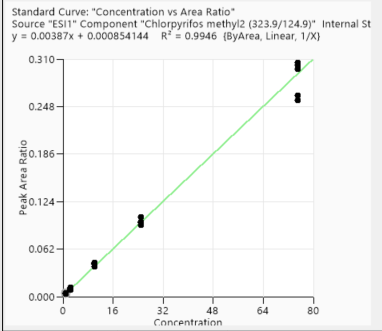 Standard Curve: "Concentration vs Area Ratio"
Source "ESI1" Component "Chlorpyrifos methyl2 (323.9/124.9)" Internal St
y = 0.00387x + 0.000854144 R² = 0.9946 (ByArea, Linear, 1/X)
0.310
0.248
0.186
0.124
0.062
0.000
Peak Area Ratio
0 16 32 48 64 80
Concentration